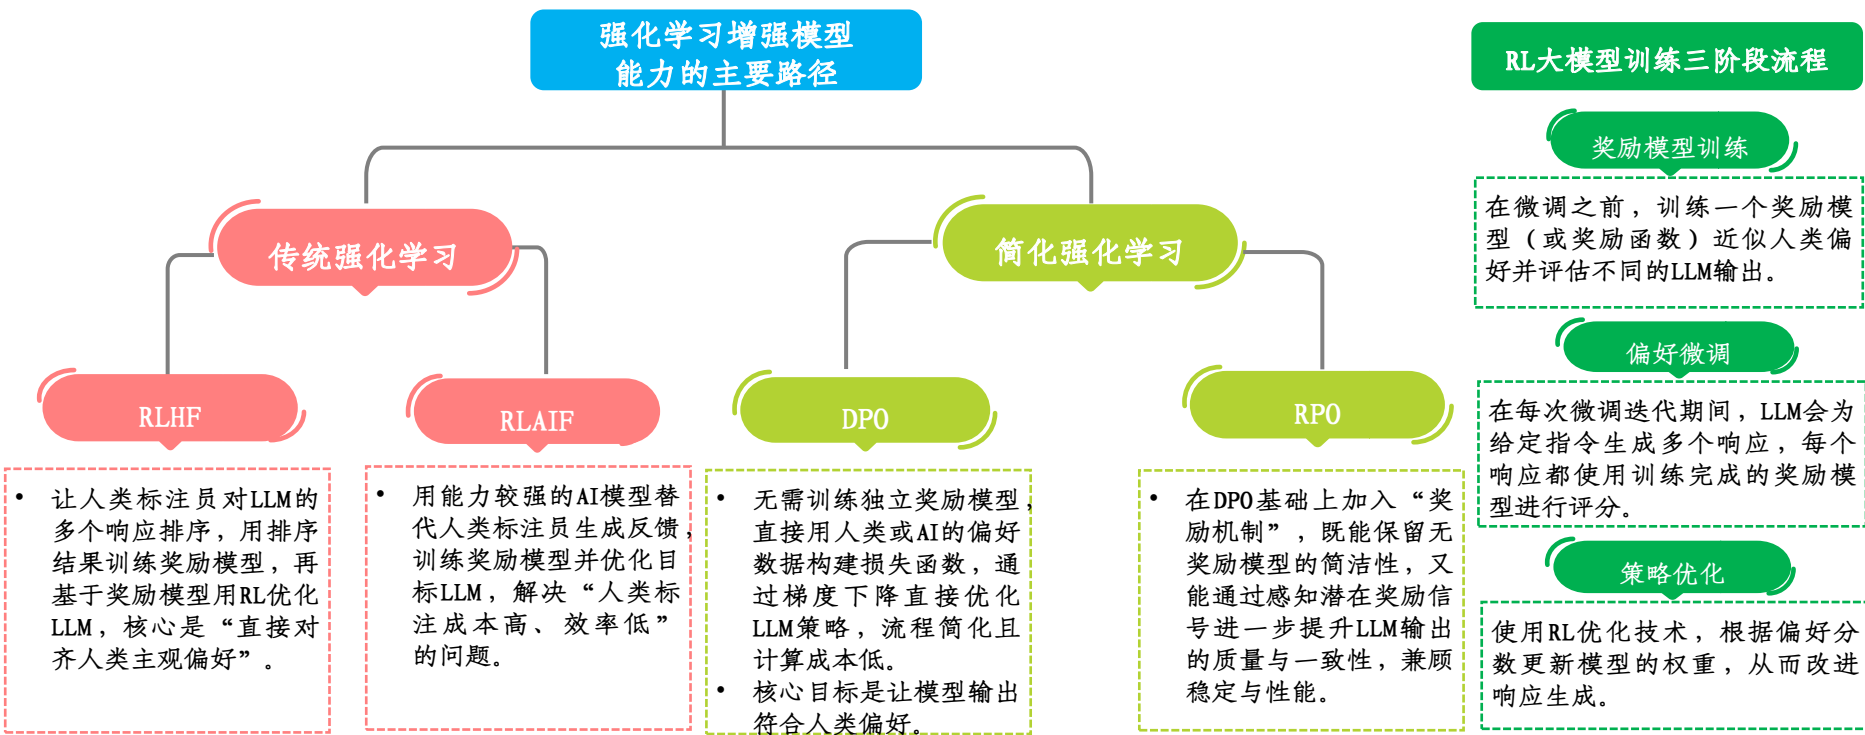 强化学习增强模型
能力的主要路径
传统强化学习
简化强化学习
RLHF
• 让人类标注员对LLM的
多个响应排序，用排序
结果训练奖励模型，再
基于奖励模型用RL优化
LLM，核心是“直接对
齐人类主观偏好”。
RLAIF
• 用能力较强的AI模型替
代人类标注员生成反馈，
训练奖励模型并优化目
标LLM，解决“人类标
注成本高、效率低”
的问题。
DPO
• 无需训练独立奖励模型，
直接用人类或AI的偏好
数据构建损失函数，通
过梯度下降直接优化
LLM策略，流程简化且
计算成本低。
• 核心目标是让模型输出
符合人类偏好。
RPO
• 在DPO基础上加入“奖
励机制”，既能保留无
奖励模型的简洁性，又
能通过感知潜在奖励信
号进一步提升LLM输出
的质量与一致性，兼顾
稳定与性能。
RL大模型训练三阶段流程
奖励模型训练
在微调之前，训练一个奖励模
型（或奖励函数）近似人类偏
好并评估不同的LLM输出。
偏好微调
在每次微调迭代期间，LLM会为
给定指令生成多个响应，每个
响应都使用训练完成的奖励模
型进行评分。
策略优化
使用RL优化技术，根据偏好分
数更新模型的权重，从而改进
响应生成。